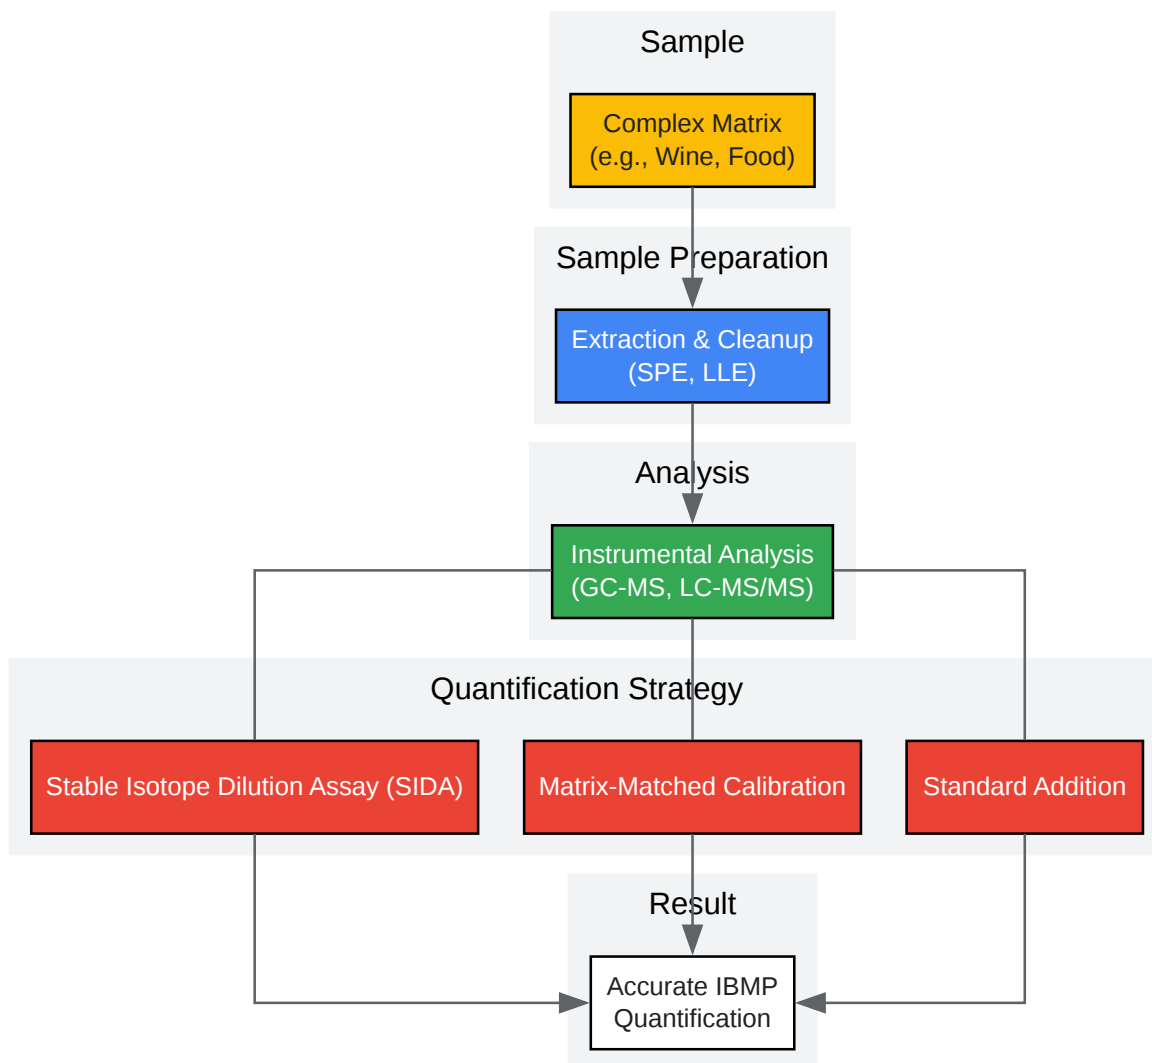 Sample
Complex Matrix
(e.g., Wine, Food)
Sample Preparation
Extraction & Cleanup
(SPE, LLE)
Analysis
Instrumental Analysis
(GC-MS, LC-MS/MS)
Quantification Strategy
Stable Isotope Dilution Assay (SIDA)
Matrix-Matched Calibration
Standard Addition
Result
Accurate IBMP
Quantification